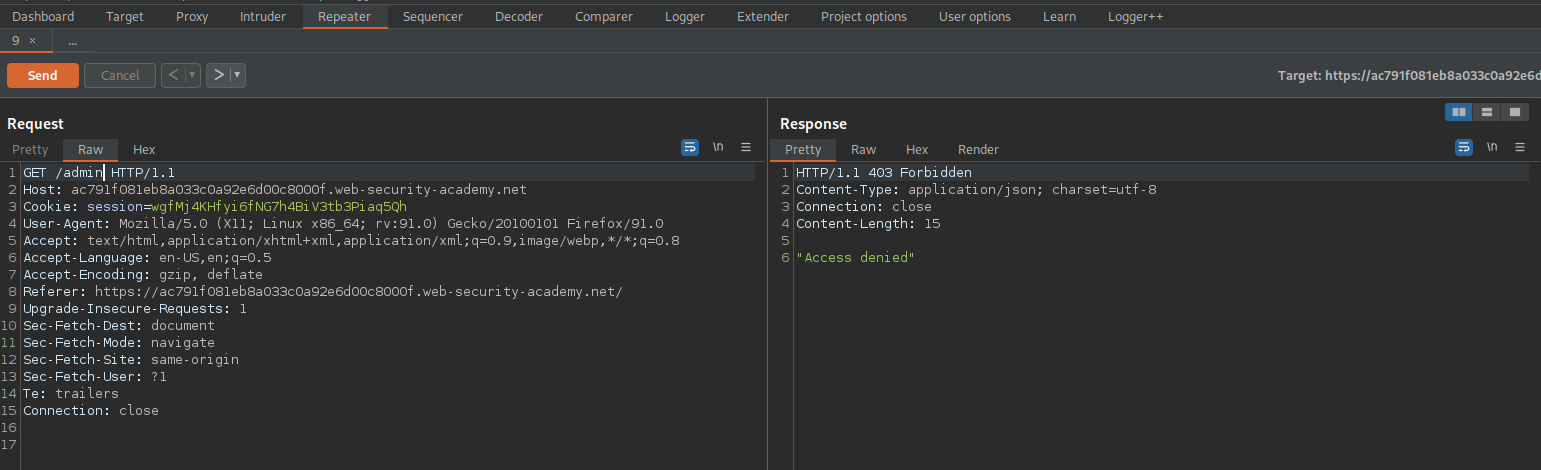 Dashboard Target Proxy Intruder Repeater Sequencer Decoder Comparer Logger Extender Project options User options Learn Logger++
9 × ...
Send Cancel < > Target: https://ac791f081eb8a033c0a92e6d
Request
Pretty Raw Hex \n
1 GET /admin HTTP/1.1
2 Host: ac791f081eb8a033c0a92e6d00c8000f.web-security-academy.net
3 Cookie: session=wgfMj4KHfyi6fNG7h4BiV3tb3Piaq5Qh
4 User-Agent: Mozilla/5.0 (X11; Linux x86_64; rv:91.0) Gecko/20100101 Firefox/91.0
5 Accept: text/html,application/xhtml+xml,application/xml;q=0.9,image/webp,*/*;q=0.8
6 Accept-Language: en-US,en;q=0.5
7 Accept-Encoding: gzip, deflate
8 Referer: https://ac791f081eb8a033c0a92e6d00c8000f.web-security-academy.net/
9 Upgrade-Insecure-Requests: 1
10 Sec-Fetch-Dest: document
11 Sec-Fetch-Mode: navigate
12 Sec-Fetch-Site: same-origin
13 Sec-Fetch-User: ?1
14 Te: trailers
15 Connection: close
16
17
Response
Pretty Raw Hex Render \n
1 HTTP/1.1 403 Forbidden
2 Content-Type: application/json; charset=utf-8
3 Connection: close
4 Content-Length: 15
5
6 "Access denied"